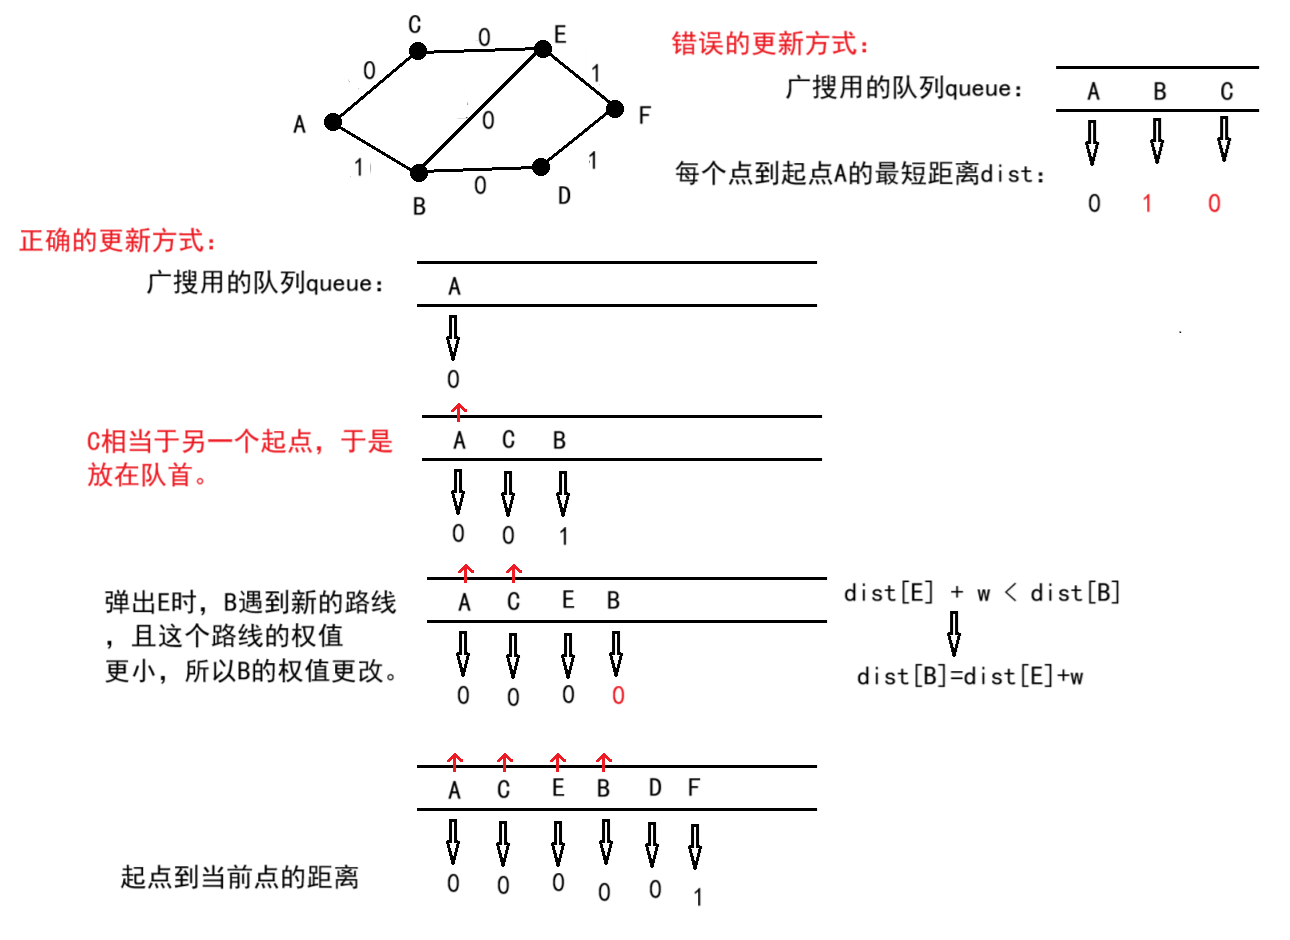 C
0
E
错误的更新方式：
0
1
广搜用的队列queue：
A B C
A
0
F
1
1
每个点到起点A的最短距离dist：
0
D
B
0 1 0
正确的更新方式：
广搜用的队列queue：
A
0
C相当于另一个起点，于是
放在队首。
A C B
0 0 1
弹出E时，B遇到新的路线
，且这个路线的权值
更小，所以B的权值更改。
A C E B
0 0 0 0
dist[E] + w < dist[B]
dist[B]=dist[E]+w
A C E B D F
起点到当前点的距离
0 0 0 0 0 1